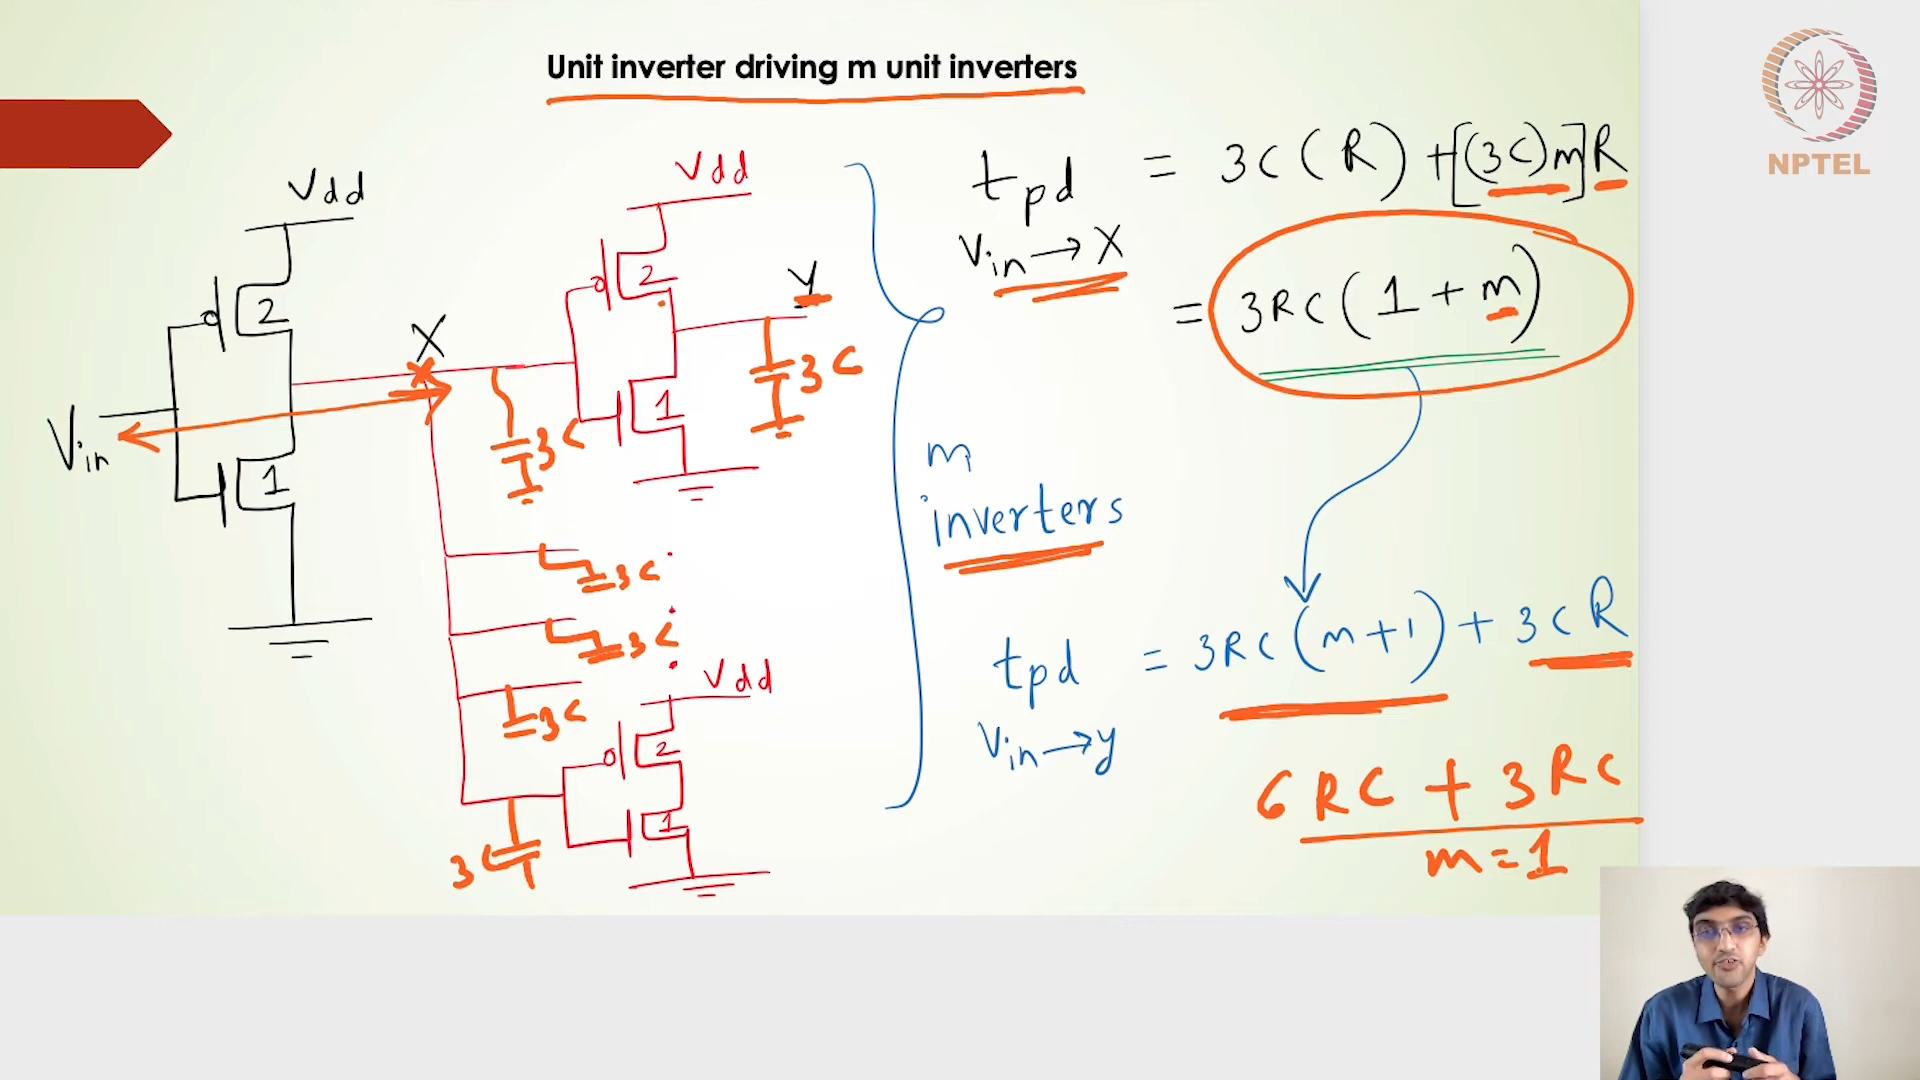 Unit inverter driving m unit inverters
NPTEL
Vdd
2
1
Vin
X
Vdd
2
1
Y
3C
3C
3C
3C
3C
3C
Vdd
2
1
m
inverters
tpd = 3C(R) + [(3C)m]R
Vin→X
= 3RC(1+m)
tpd = 3RC(m+1) + 3CR
Vin→y
6RC + 3RC
m=1